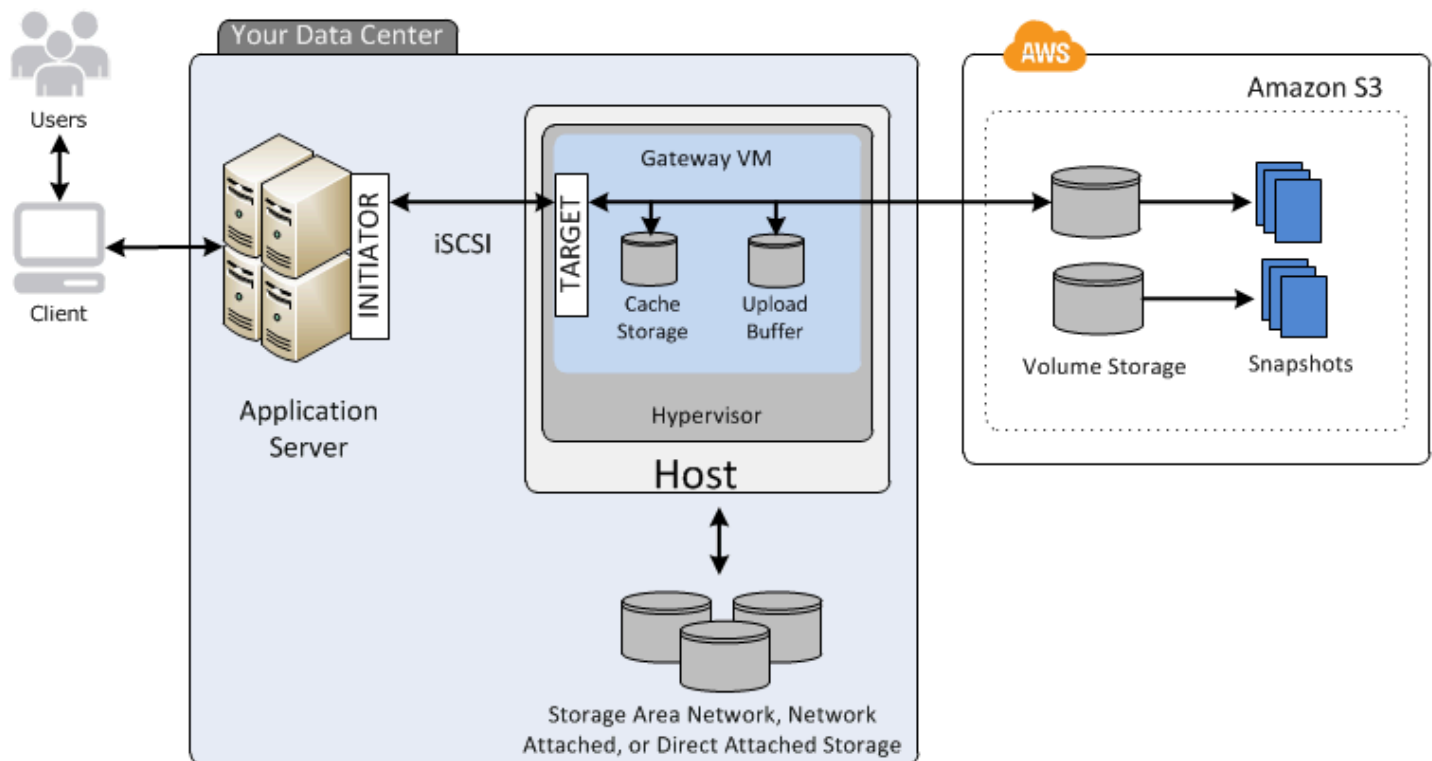 Your Data Center
Users
Client
INITIATOR
Application
Server
iSCSI
TARGET
Gateway VM
Cache
Storage
Upload
Buffer
Hypervisor
Host
Storage Area Network, Network
Attached, or Direct Attached Storage
AWS
Amazon S3
Volume Storage
Snapshots